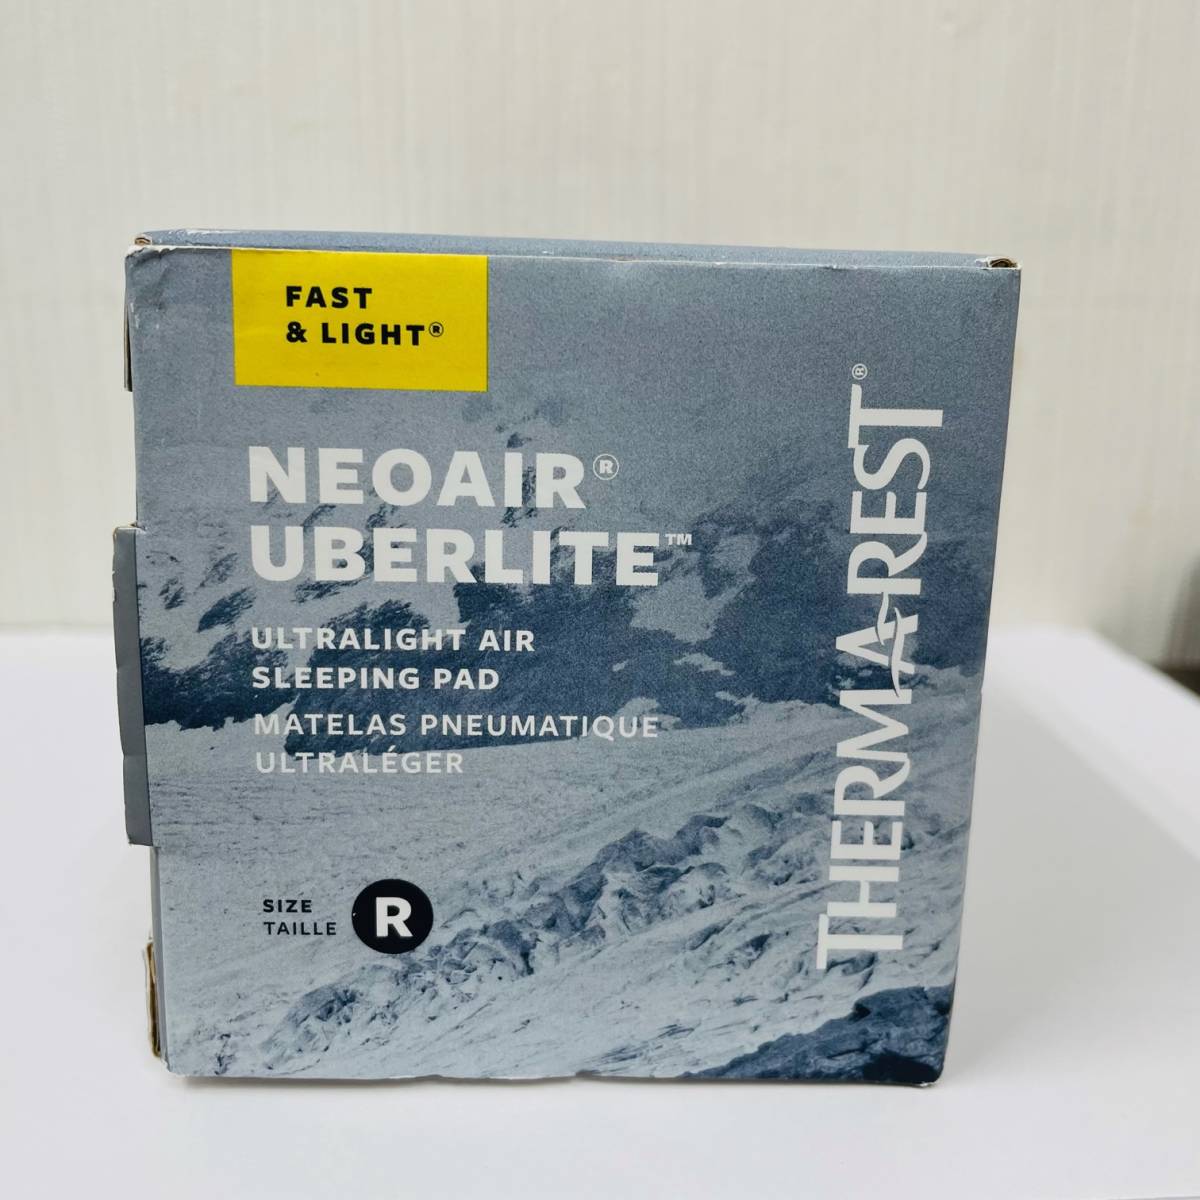 FAST
& LIGHT®
NEOAIR®
UBERLITE™
ULTRALIGHT AIR
SLEEPING PAD
MATELAS PNEUMATIQUE
ULTRALÉGER
SIZE
TAILLE
R
THERMAREST®